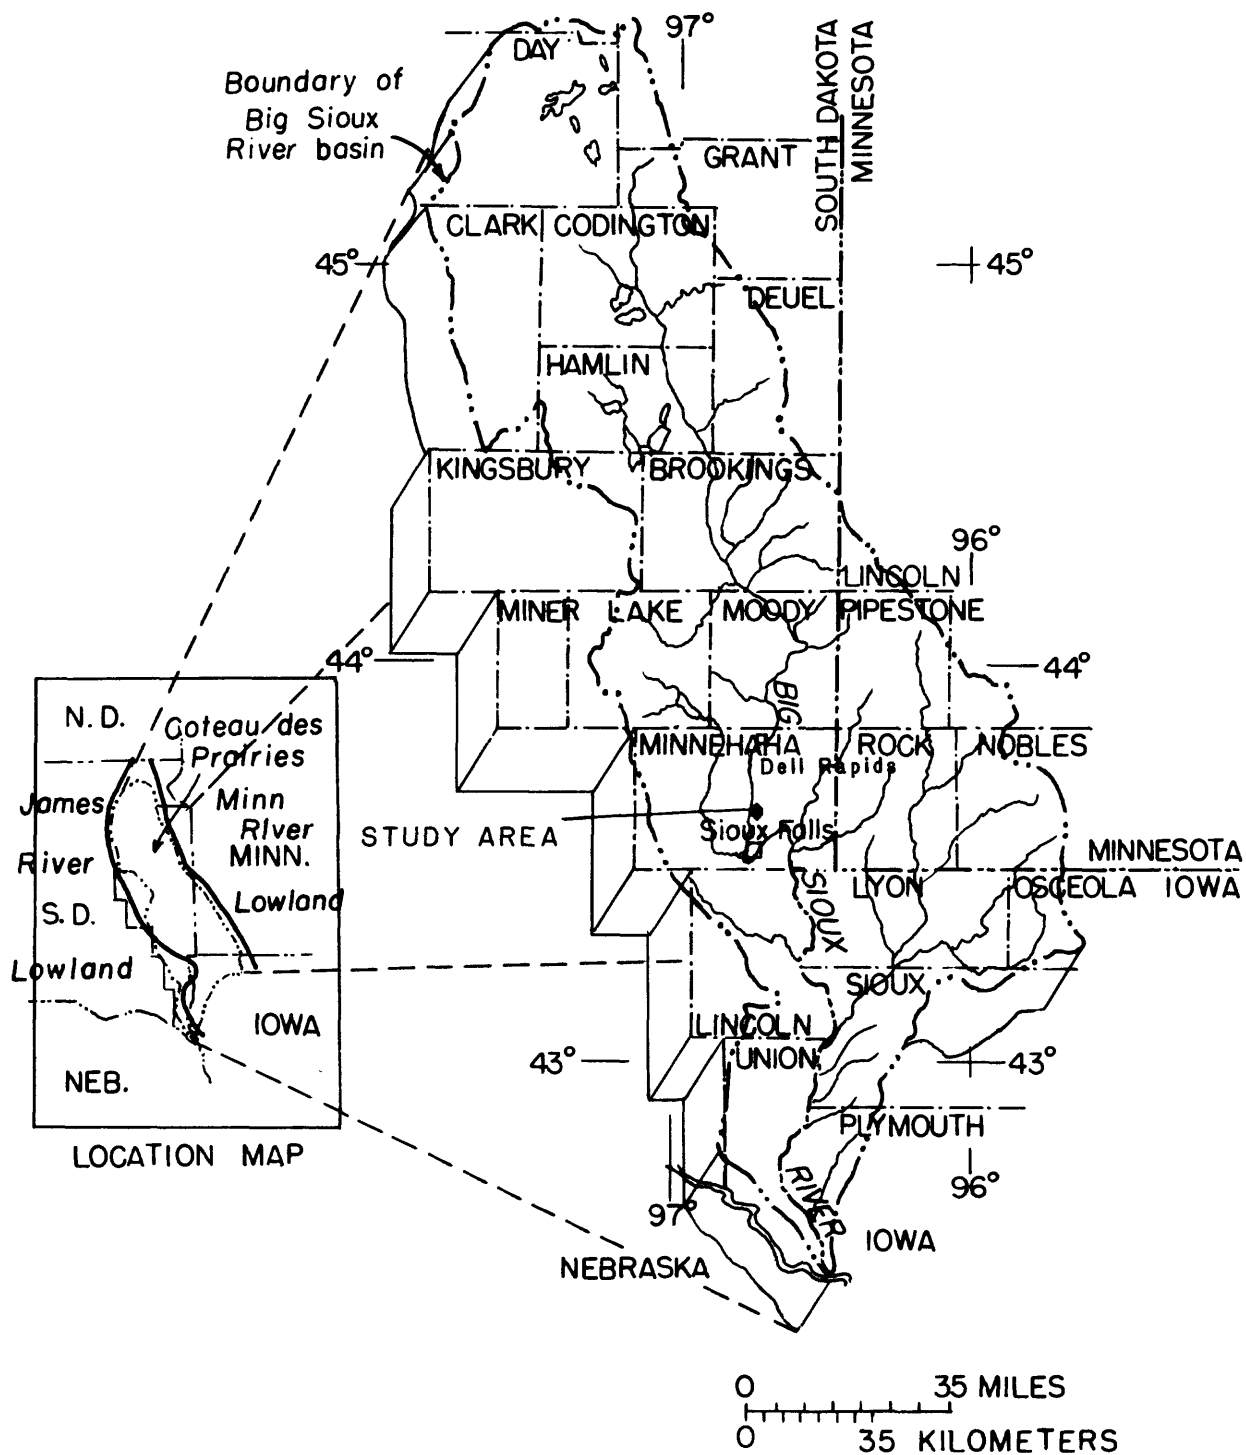 97°
DAY
SOUTH DAKOTA
MINNESOTA
Boundary of
Big Sioux
River basin
GRANT
CLARK
CODINGTON
45°
45°
DEUEL
HAMLIN
KINGSBURY
BROOKINGS
96°
LINCOLN
MINER
LAKE
MOODY
PIPESTONE
44°
44°
N.D.
Coteau des
Prairies
BIG
MINNEHAHA
ROCK
NOBLES
Dell Rapids
James
Minn
River
MINN.
STUDY AREA
Sioux Falls
River
MINNESOTA
Lowland
LYON
OSCEOLA
IOWA
S.D.
SIOUX
Lowland
SIOUX
IOWA
LINCOLN
43°
UNION
43°
NEB.
PLYMOUTH
LOCATION MAP
RIVER
96°
97°
IOWA
NEBRASKA
0
35 MILES
0
35 KILOMETERS